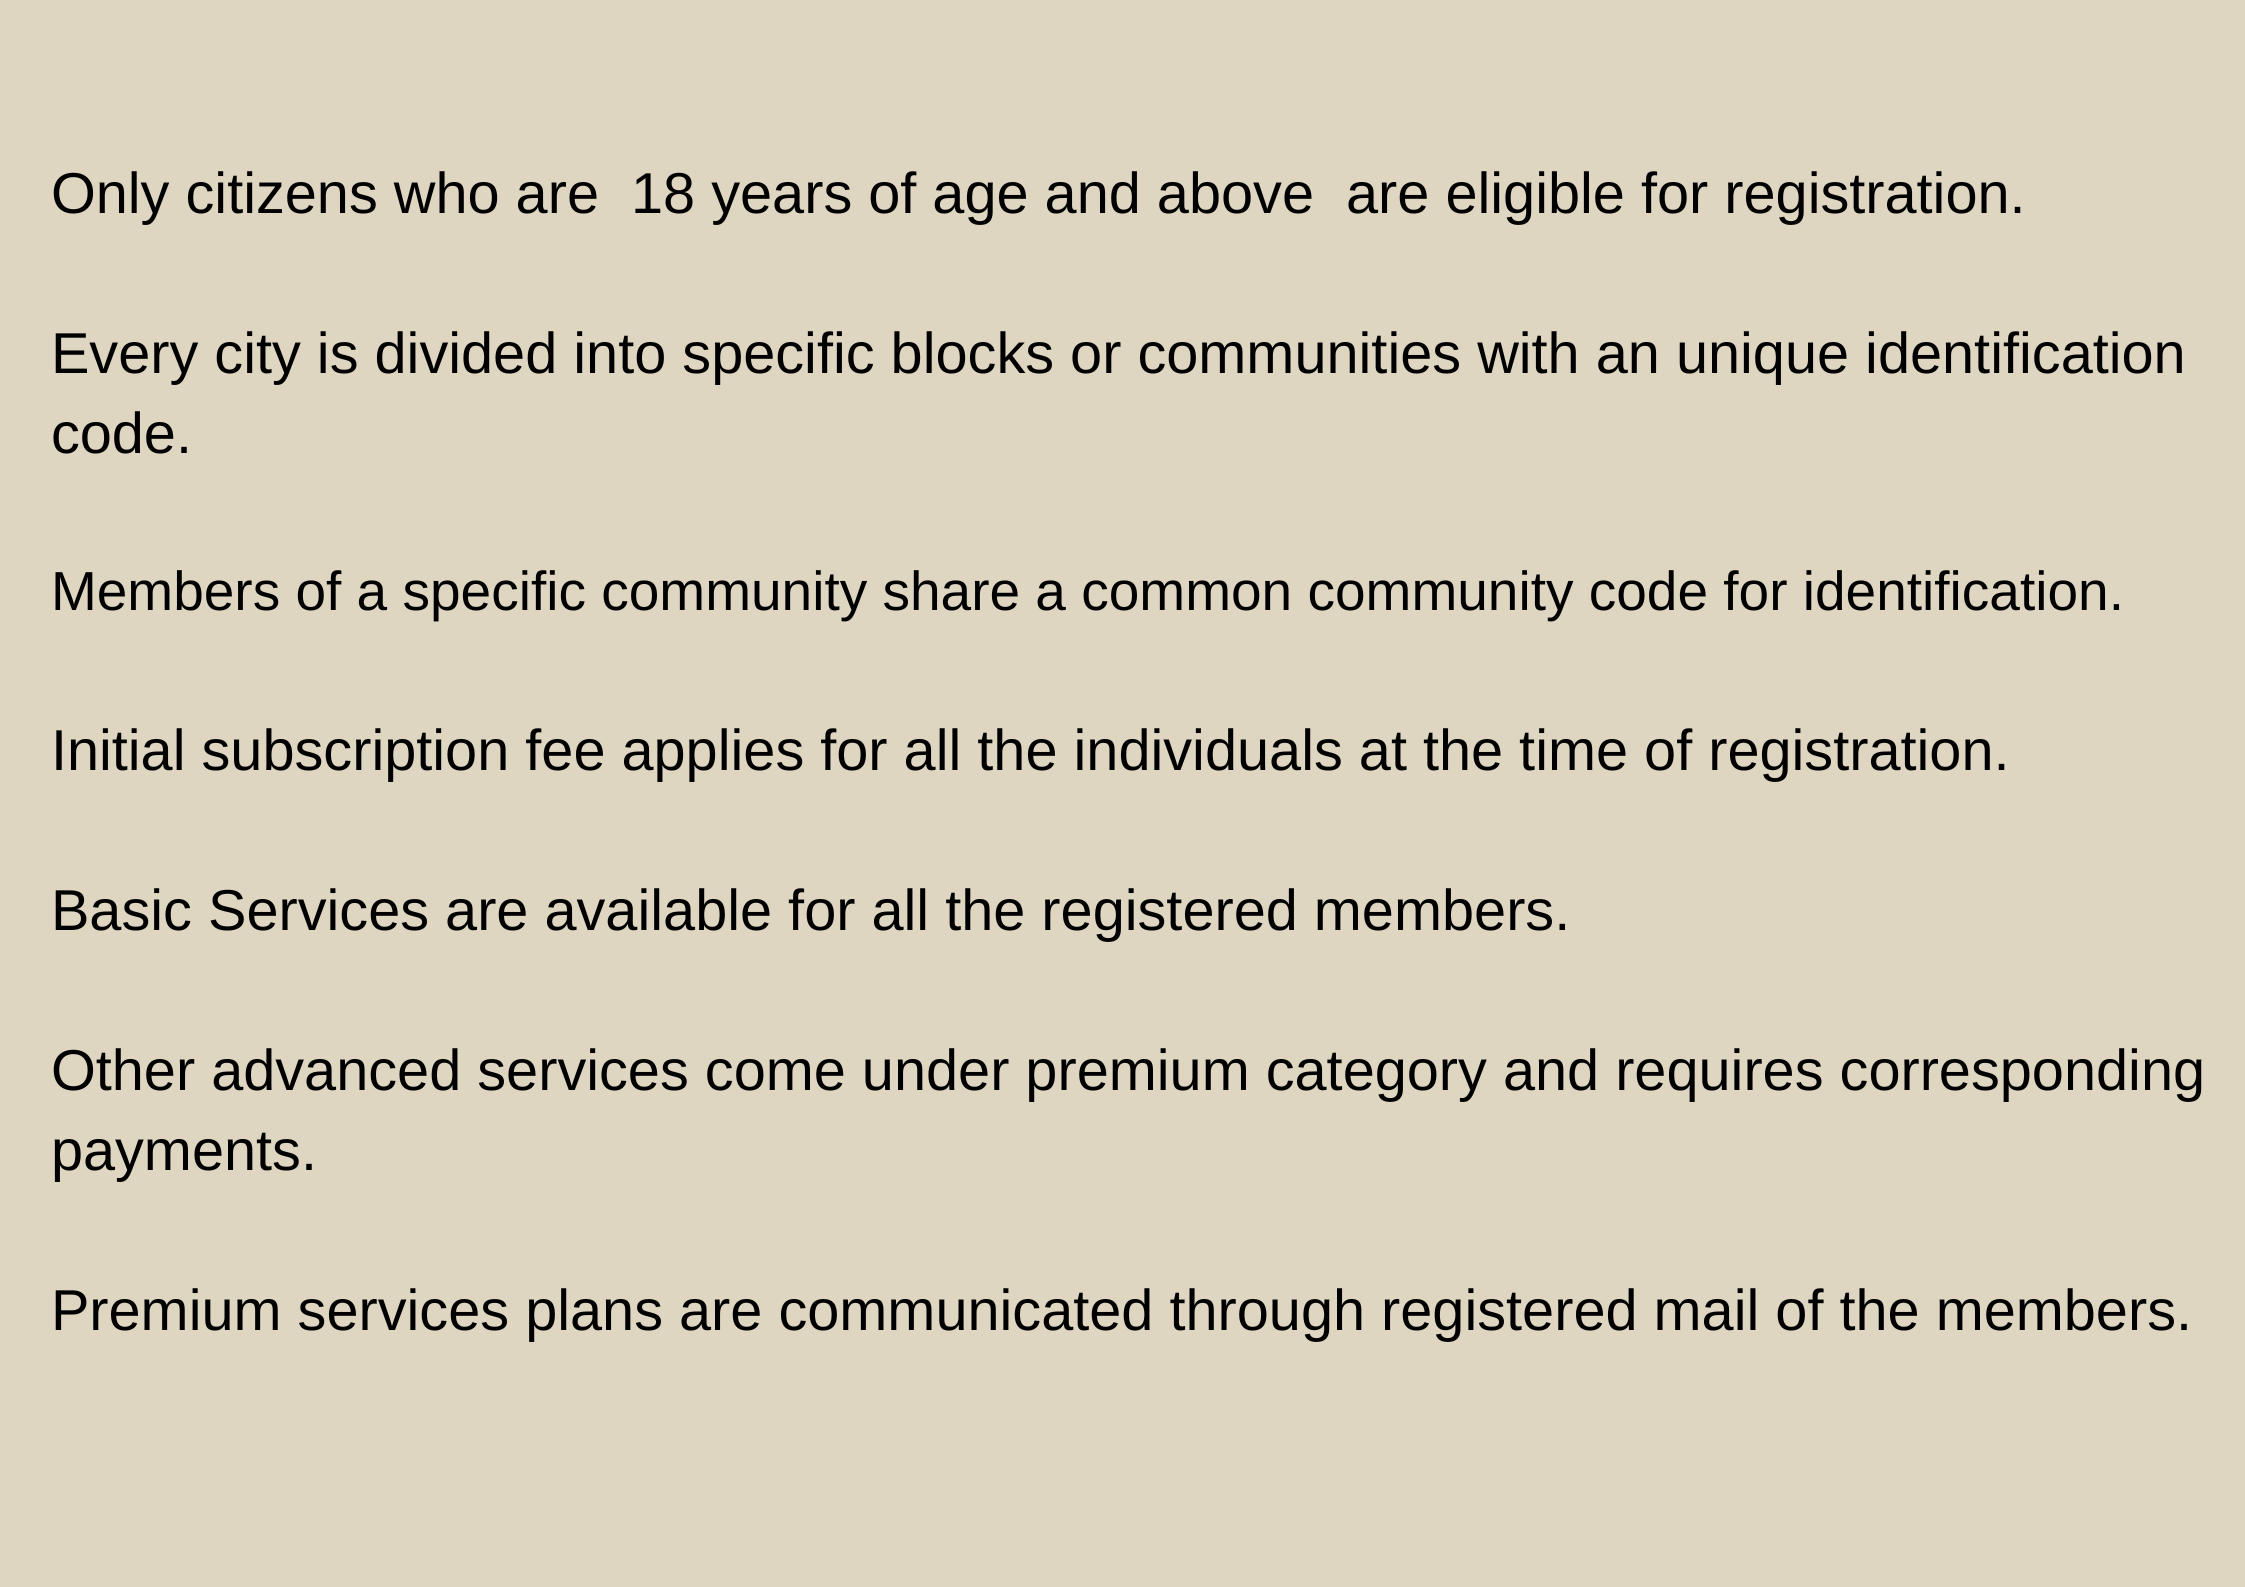 Only citizens who are  18 years of age and above  are eligible for registration.
Every city is divided into specific blocks or communities with an unique identification
code.
Members of a specific community share a common community code for identification.
Initial subscription fee applies for all the individuals at the time of registration.
Basic Services are available for all the registered members.
Other advanced services come under premium category and requires corresponding
payments.
Premium services plans are communicated through registered mail of the members.